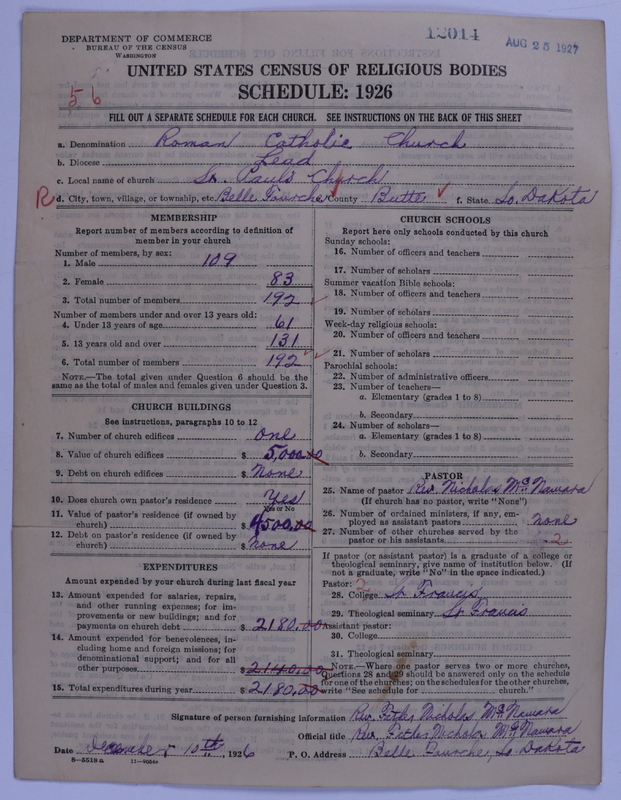 12014
AUG 25 1927
DEPARTMENT OF COMMERCE
BUREAU OF THE CENSUS
WASHINGTON
UNITED STATES CENSUS OF RELIGIOUS BODIES
SCHEDULE: 1926
56
FILL OUT A SEPARATE SCHEDULE FOR EACH CHURCH. SEE INSTRUCTIONS ON THE BACK OF THIS SHEET
a. Denomination Roman Catholic Church
b. Diocese Lead
c. Local name of church St. Pauls Church
R d. City, town, village, or township, etc. Belle Fourche County Butte f. State So. Dakota
MEMBERSHIP
Report number of members according to definition of
member in your church
Number of members, by sex:
1. Male 109
2. Female 83
3. Total number of members 192
Number of members under and over 13 years old:
4. Under 13 years of age 61
5. 13 years old and over 131
6. Total number of members 192
NOTE.—The total given under Question 6 should be the
same as the total of males and females given under Question 3.
CHURCH BUILDINGS
See instructions, paragraphs 10 to 12
7. Number of church edifices one
8. Value of church edifices $ 5,000.00
9. Debt on church edifices $ None
10. Does church own pastor's residence Yes
Yes or No
11. Value of pastor's residence (if owned by
church) $ 4500.00
12. Debt on pastor's residence (if owned by
church) $ None
EXPENDITURES
Amount expended by your church during last fiscal year
13. Amount expended for salaries, repairs,
and other running expenses; for im-
provements or new buildings; and for
payments on church debt $ 2180.00
14. Amount expended for benevolences, in-
cluding home and foreign missions; for
denominational support; and for all
other purposes $ 2140.00
15. Total expenditures during year $ 2180.00
CHURCH SCHOOLS
Report here only schools conducted by this church
Sunday schools:
16. Number of officers and teachers
17. Number of scholars
Summer vacation Bible schools:
18. Number of officers and teachers
19. Number of scholars
Week-day religious schools:
20. Number of officers and teachers
21. Number of scholars
Parochial schools:
22. Number of administrative officers
23. Number of teachers—
a. Elementary (grades 1 to 8)
b. Secondary
24. Number of scholars—
a. Elementary (grades 1 to 8)
b. Secondary
PASTOR
25. Name of pastor Rev. Nicholas McNamara
(If church has no pastor, write "None")
26. Number of ordained ministers, if any, em-
ployed as assistant pastors none
27. Number of other churches served by the
pastor or his assistants 2
If pastor (or assistant pastor) is a graduate of a college or
theological seminary, give name of institution below. (If
not a graduate, write "No" in the space indicated.)
Pastor: 2
28. College St Francis
29. Theological seminary St Francis
Assistant pastor:
30. College
31. Theological seminary
NOTE.—Where one pastor serves two or more churches,
Questions 28 and 29 should be answered only on the schedule
for one of the churches; on the schedules for the other churches,
write "See schedule for church."
Signature of person furnishing information Rev. Father Nicholas McNamara
Official title Rev. Father Nicholas McNamara
Date December 10th, 1926 P. O. Address Belle Fourche, So Dakota
8—5518 a 11—9054a